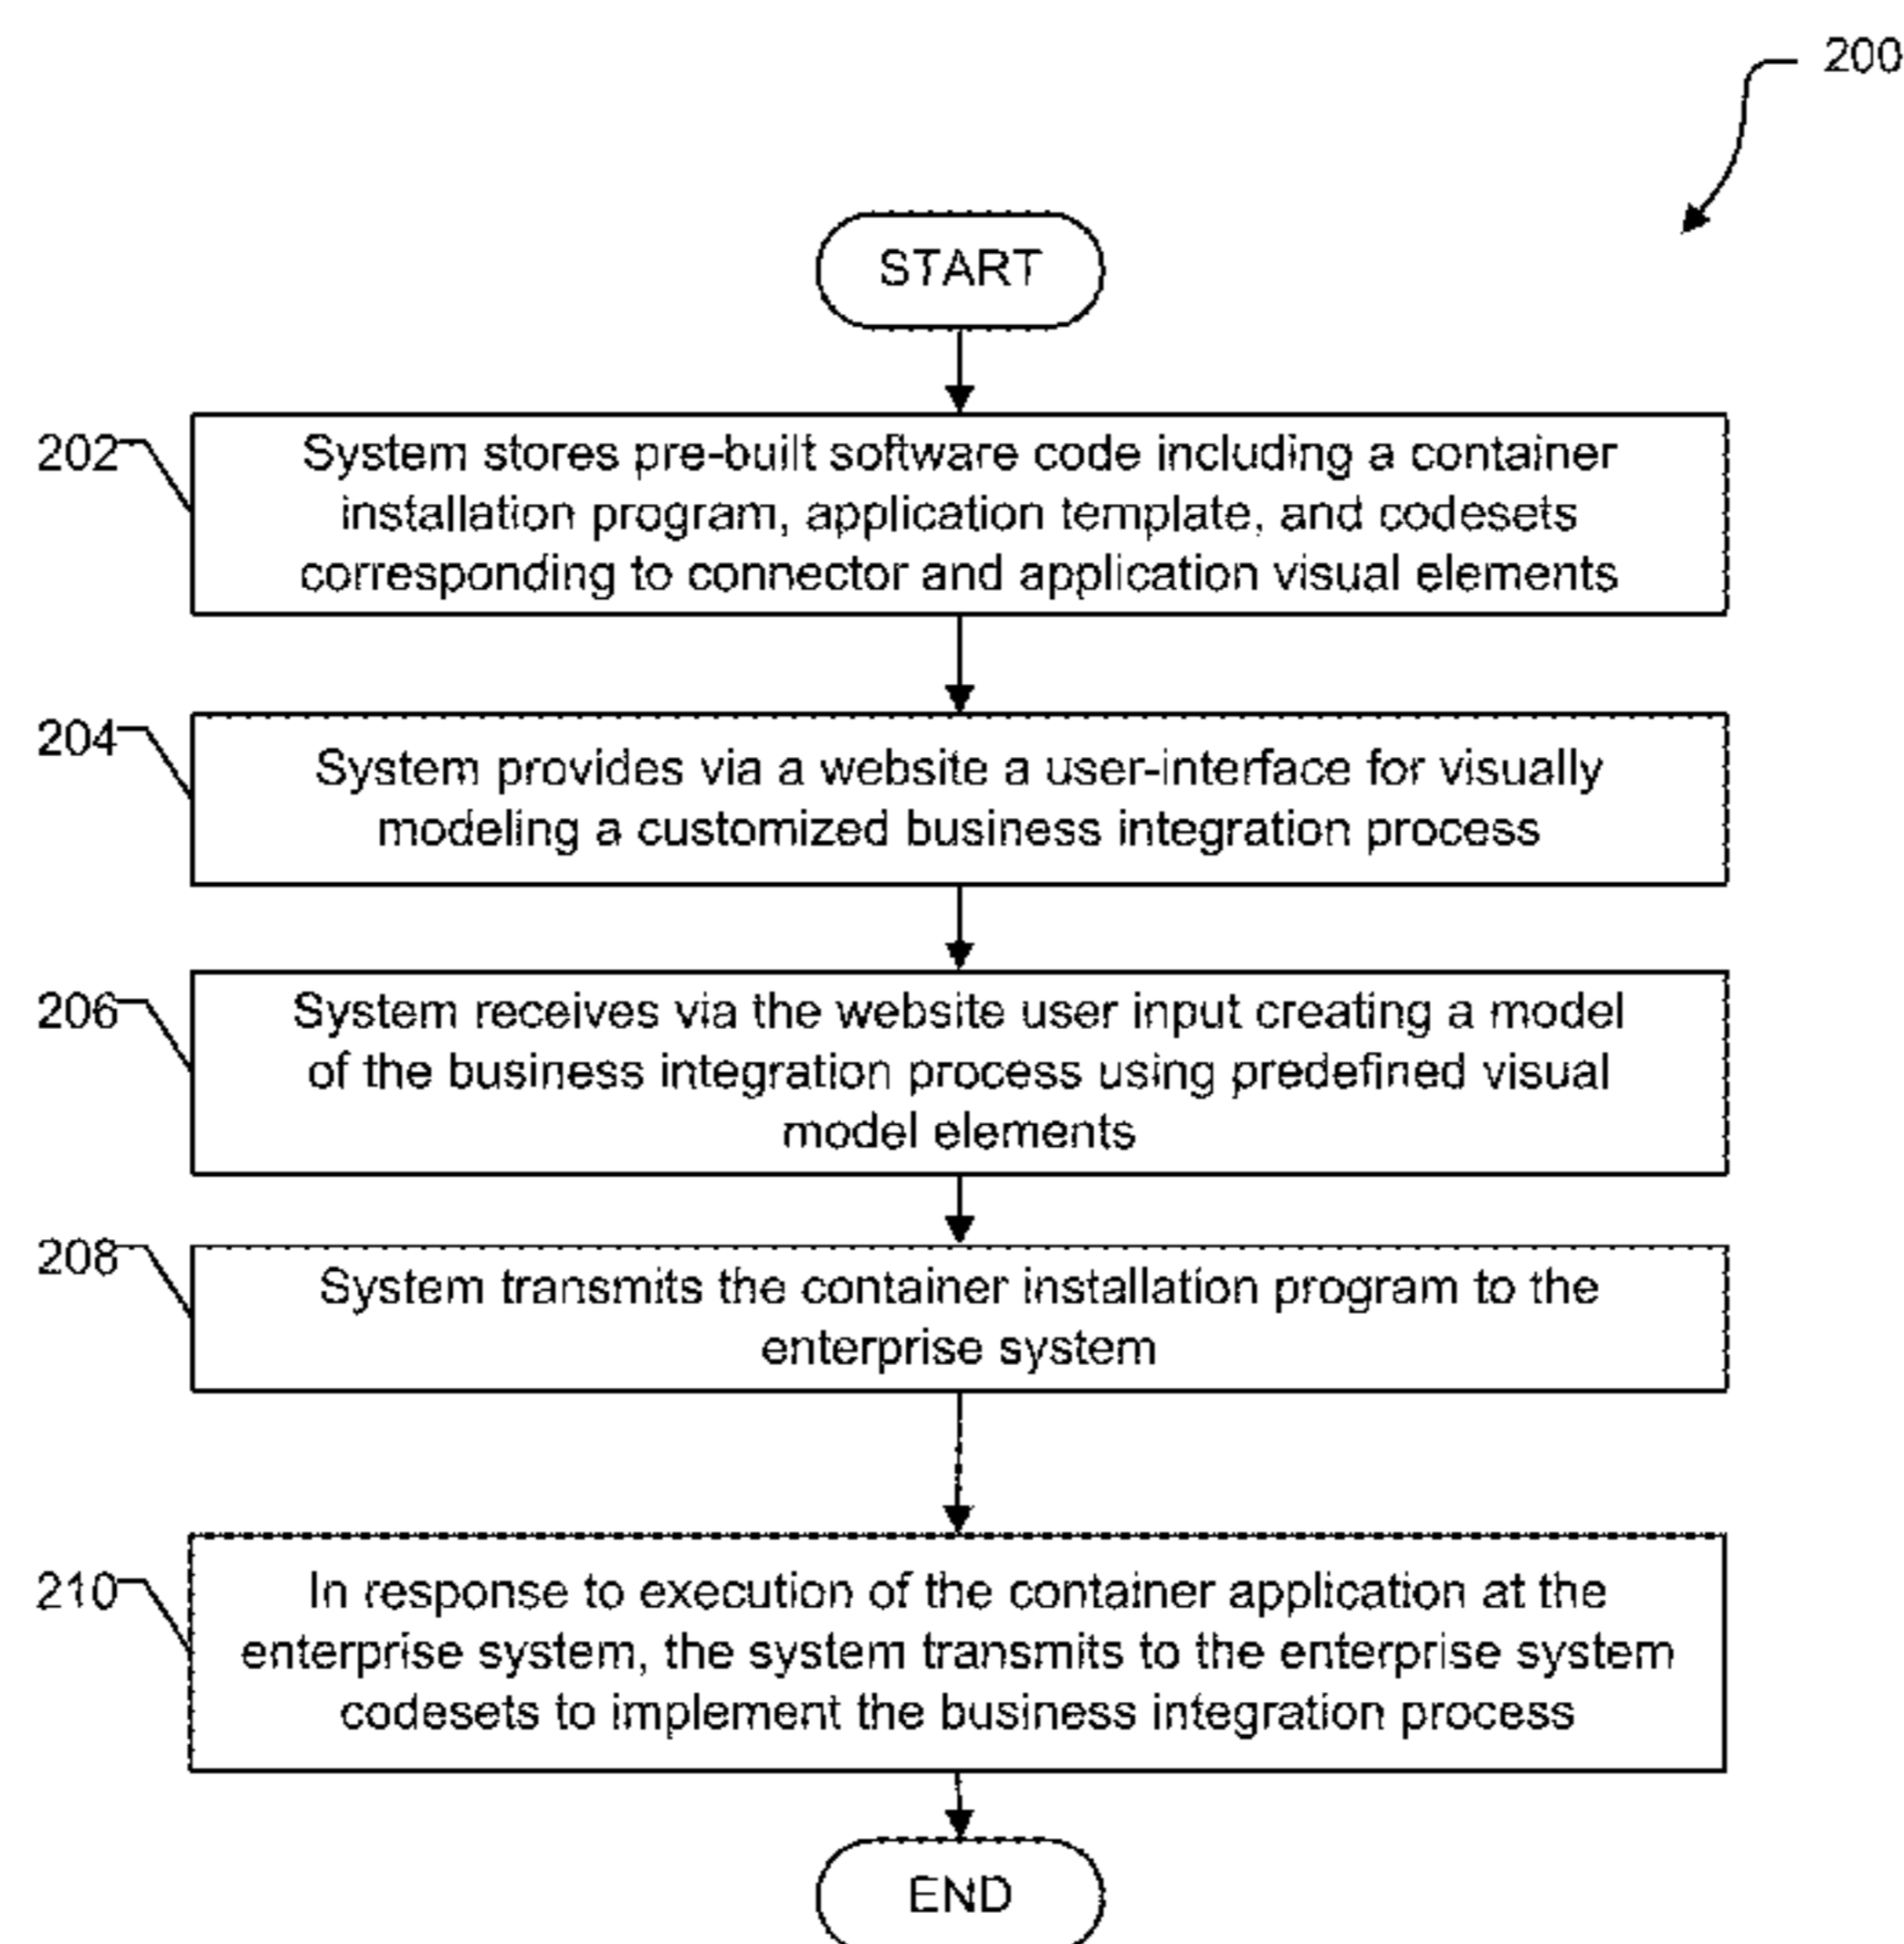 200
START
202
System stores pre-built software code including a container
installation program, application template, and codesets
corresponding to connector and application visual elements
204
System provides via a website a user-interface for visually
modeling a customized business integration process
206
System receives via the website user input creating a model
of the business integration process using predefined visual
model elements
208
System transmits the container installation program to the
enterprise system
210
In response to execution of the container application at the
enterprise system, the system transmits to the enterprise system
codesets to implement the business integration process
END